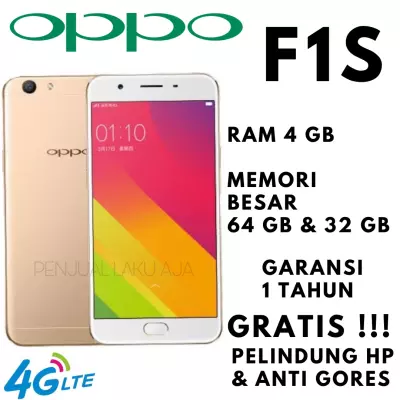 oppo
F1S
RAM 4 GB
MEMORI
BESAR
64 GB & 32 GB
GARANSI
1 TAHUN
GRATIS !!!
PELINDUNG HP
& ANTI GORES
4G LTE
oppo
01:10
PENJUAL LAKU AJA